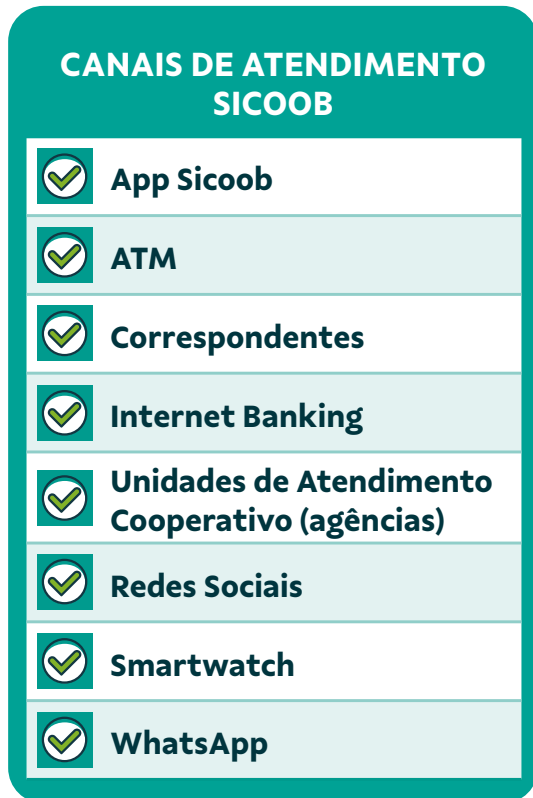 CANAIS DE ATENDIMENTO
SICOOB
App Sicoob
ATM
Correspondentes
Internet Banking
Unidades de Atendimento
Cooperativo (agências)
Redes Sociais
Smartwatch
WhatsApp